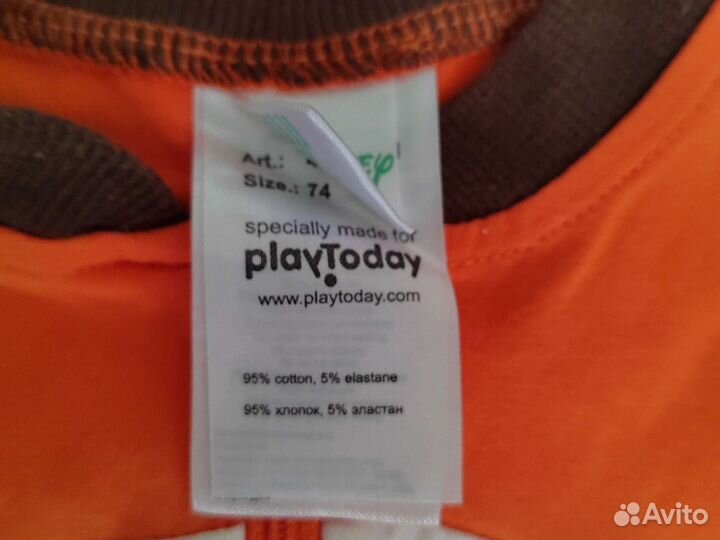 Art.:
Size.: 74
specially made for
playToday
www.playtoday.com
95% cotton, 5% elastane
95% хлопок, 5% эластан
Avito